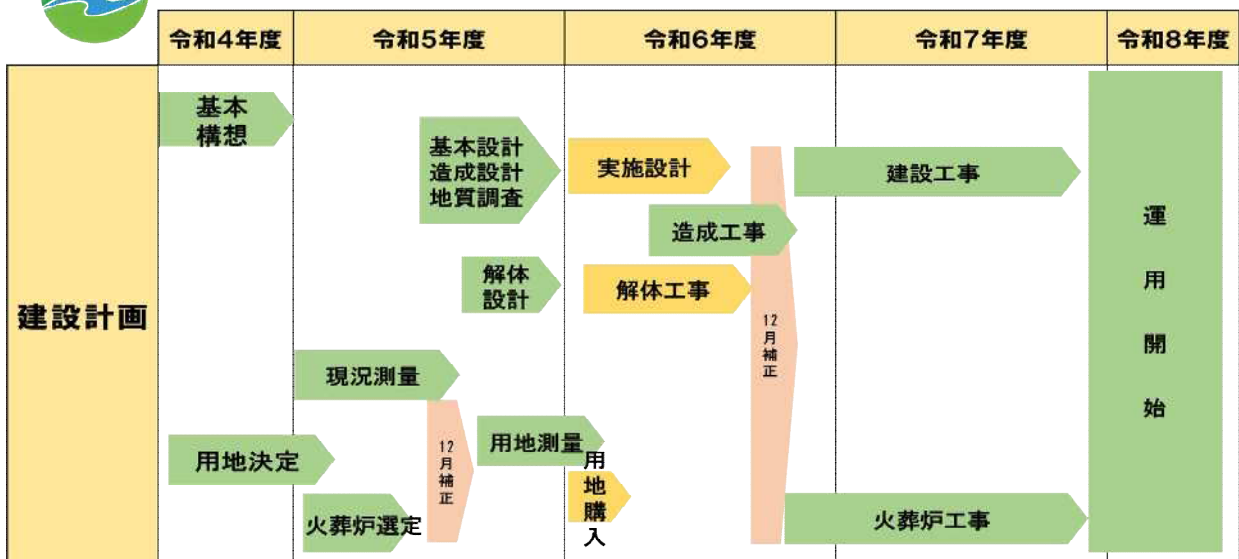 令和4年度
令和5年度
令和6年度
令和7年度
令和8年度
建設計画
基本
構想
基本設計
造成設計
地質調査
実施設計
建設工事
造成工事
解体
設計
解体工事
現況測量
用地決定
用地測量
火葬炉選定
12月補正
用地購入
12月補正
火葬炉工事
運用開始